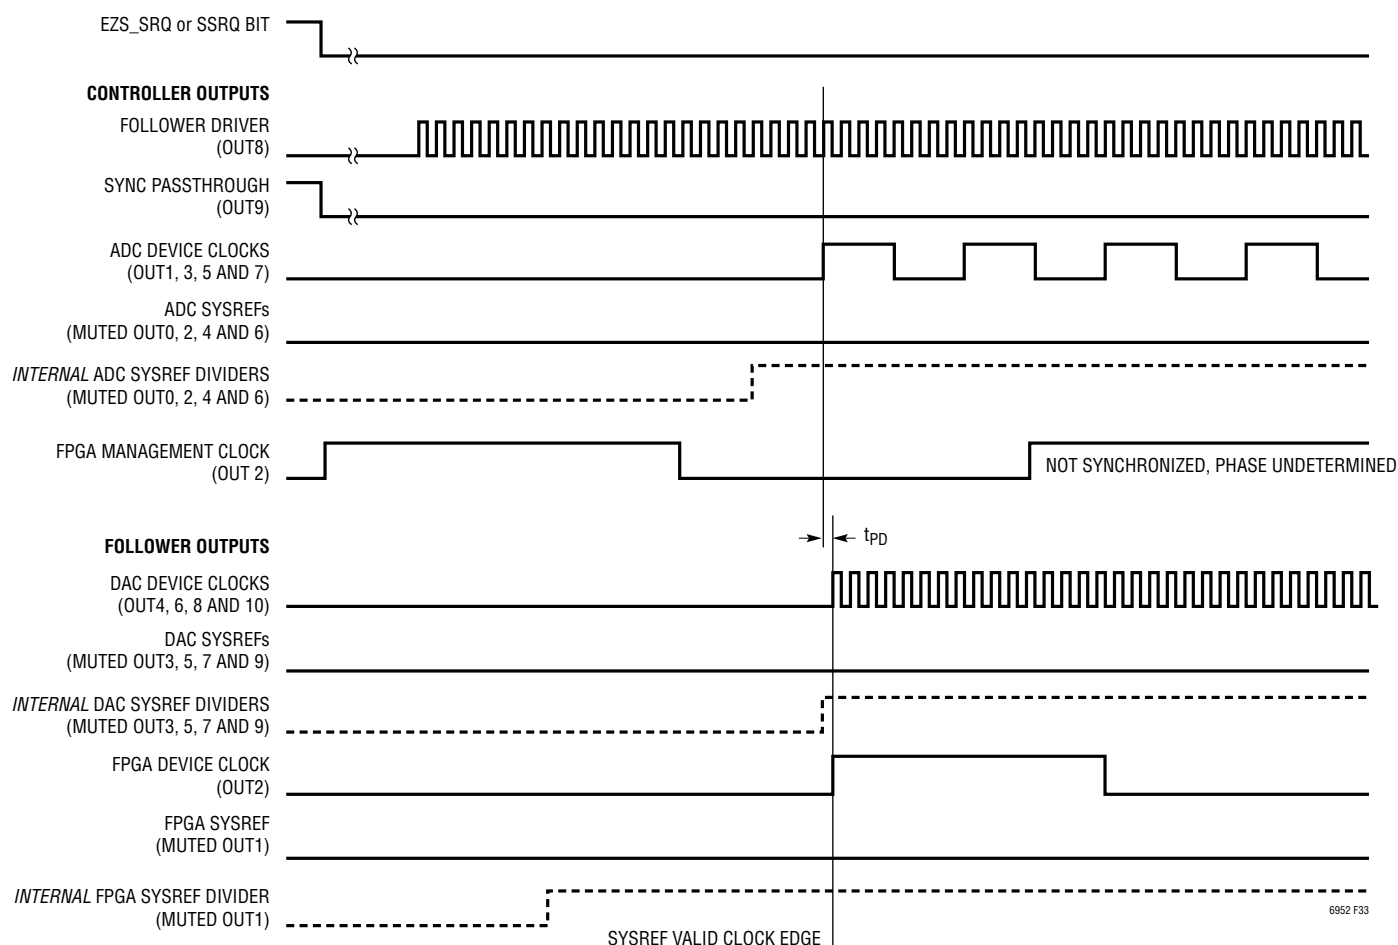 EZS_SRQ or SSRQ BIT
CONTROLLER OUTPUTS
FOLLOWER DRIVER
(OUT8)
SYNC PASSTHROUGH
(OUT9)
ADC DEVICE CLOCKS
(OUT1, 3, 5 AND 7)
ADC SYSREFs
(MUTED OUT0, 2, 4 AND 6)
INTERNAL ADC SYSREF DIVIDERS
(MUTED OUT0, 2, 4 AND 6)
FPGA MANAGEMENT CLOCK
(OUT 2)
NOT SYNCHRONIZED, PHASE UNDETERMINED
FOLLOWER OUTPUTS
tPD
DAC DEVICE CLOCKS
(OUT4, 6, 8 AND 10)
DAC SYSREFs
(MUTED OUT3, 5, 7 AND 9)
INTERNAL DAC SYSREF DIVIDERS
(MUTED OUT3, 5, 7 AND 9)
FPGA DEVICE CLOCK
(OUT2)
FPGA SYSREF
(MUTED OUT1)
INTERNAL FPGA SYSREF DIVIDER
(MUTED OUT1)
6952 F33
SYSREF VALID CLOCK EDGE